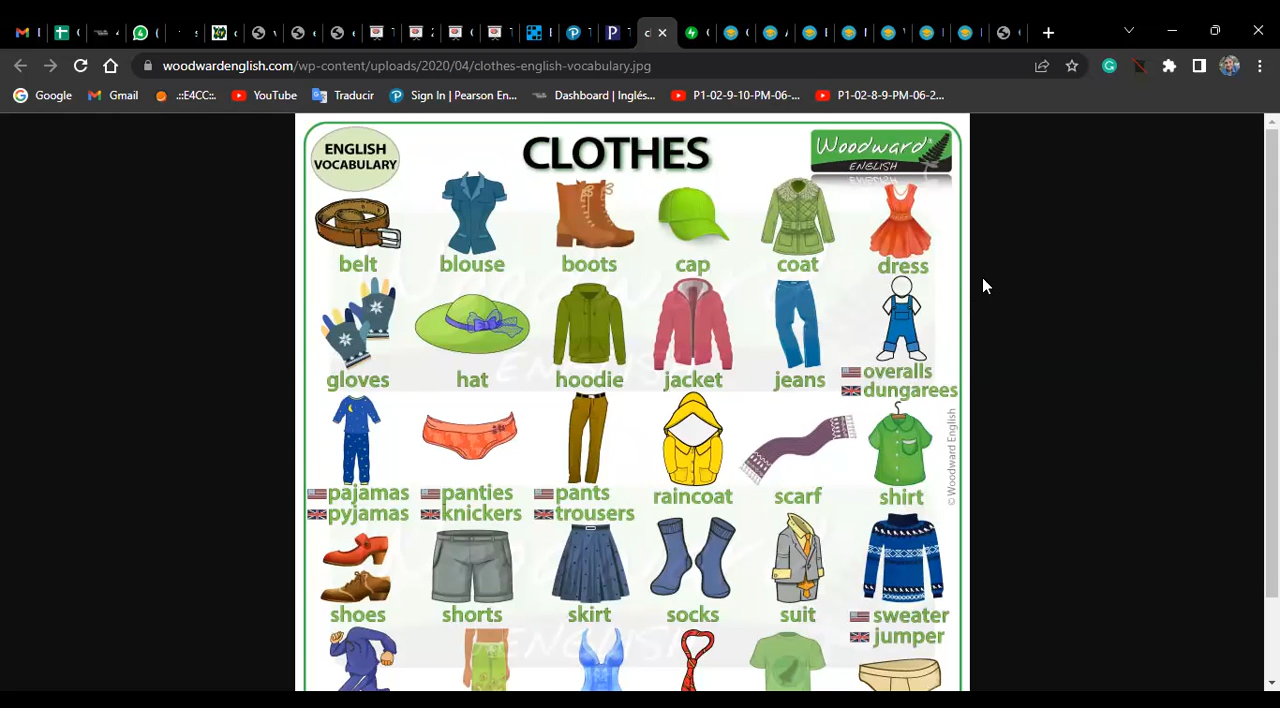 woodwardenglish.com/wp-content/uploads/2020/04/clothes-english-vocabulary.jpg
Google Gmail .::E4CC::. YouTube Traducir Sign In | Pearson En... Dashboard | Inglés... P1-02-9-10-PM-06-... P1-02-8-9-PM-06-2...
ENGLISH
VOCABULARY
CLOTHES
Woodward®
ENGLISH
belt blouse boots cap coat dress
gloves hat hoodie jacket jeans overalls
dungarees
pajamas panties pants raincoat scarf shirt
pyjamas knickers trousers
© Woodward English
shoes shorts skirt socks suit sweater
jumper